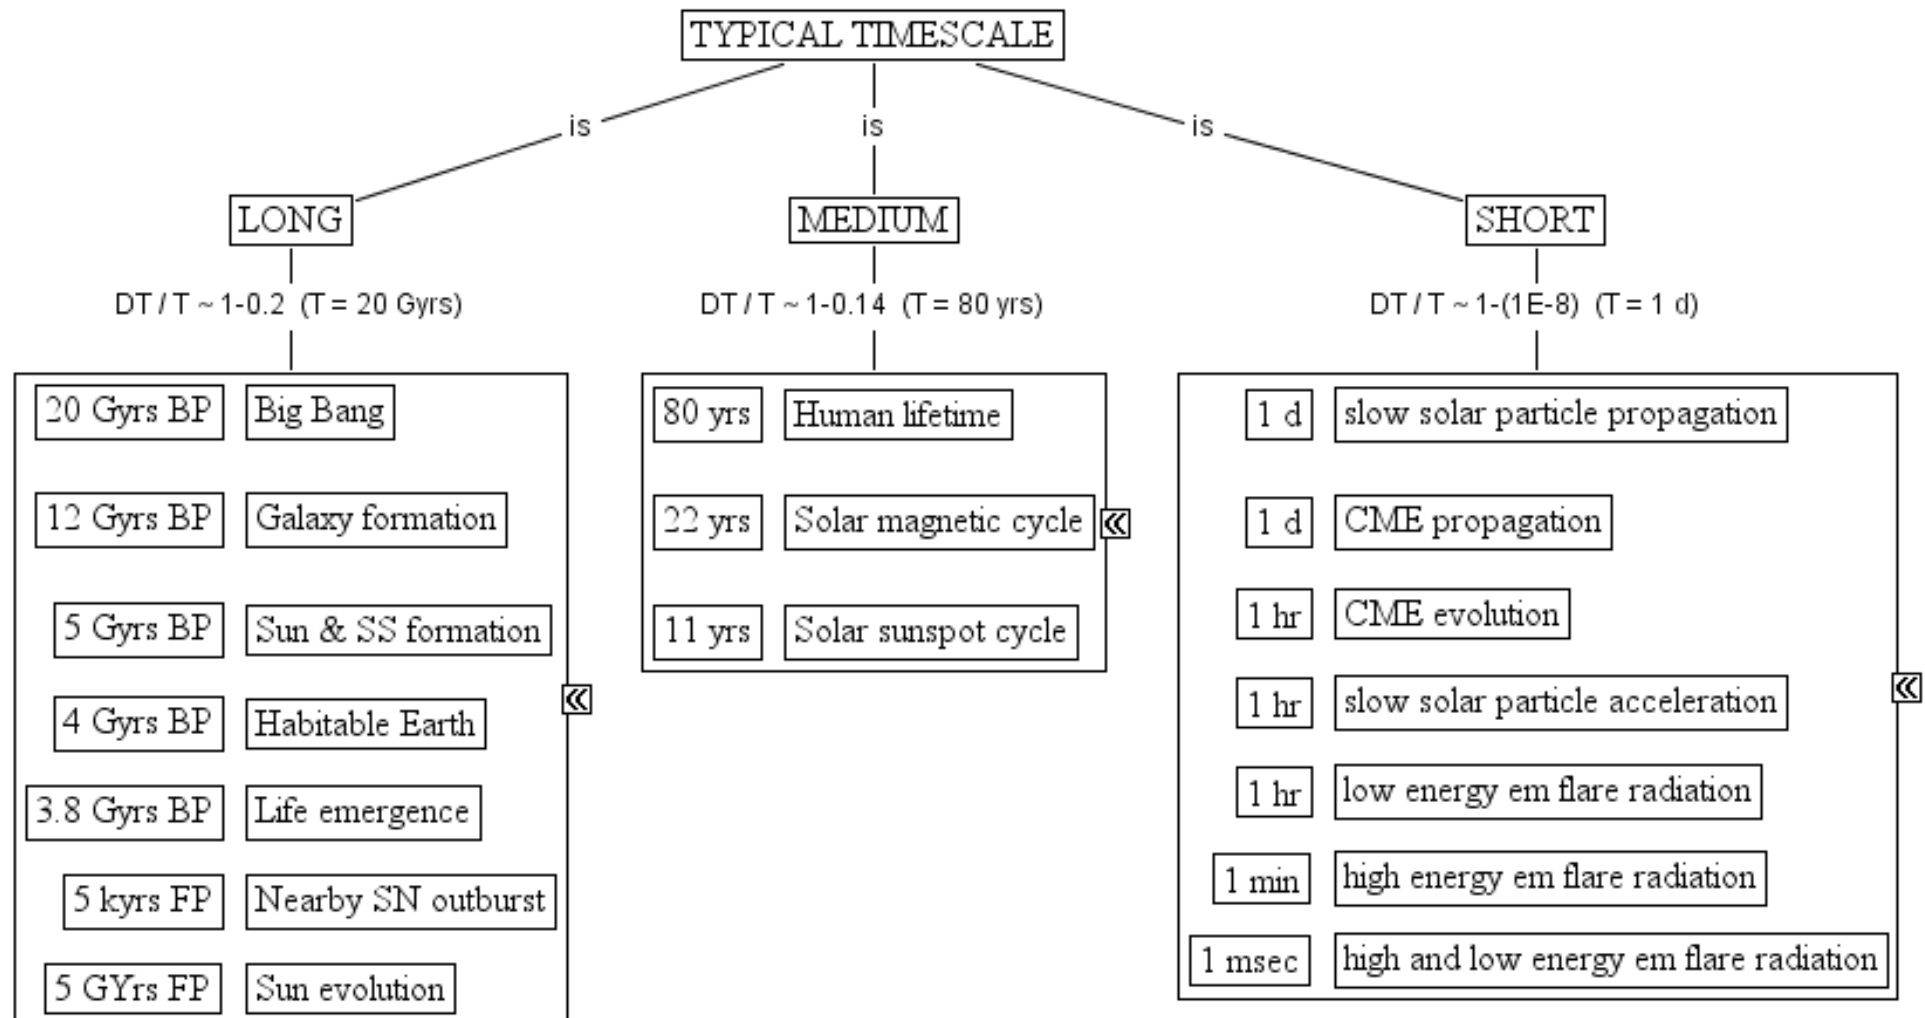 TYPICAL TIMESCALE
is is is
LONG MEDIUM SHORT
DT / T ~ 1-0.2 (T = 20 Gyrs)
DT / T ~ 1-0.14 (T = 80 yrs)
DT / T ~ 1-(1E-8) (T = 1 d)
20 Gyrs BP Big Bang
12 Gyrs BP Galaxy formation
5 Gyrs BP Sun & SS formation
4 Gyrs BP Habitable Earth
3.8 Gyrs BP Life emergence
5 kyrs FP Nearby SN outburst
5 GYrs FP Sun evolution
80 yrs Human lifetime
22 yrs Solar magnetic cycle
11 yrs Solar sunspot cycle
1 d slow solar particle propagation
1 d CME propagation
1 hr CME evolution
1 hr slow solar particle acceleration
1 hr low energy em flare radiation
1 min high energy em flare radiation
1 msec high and low energy em flare radiation